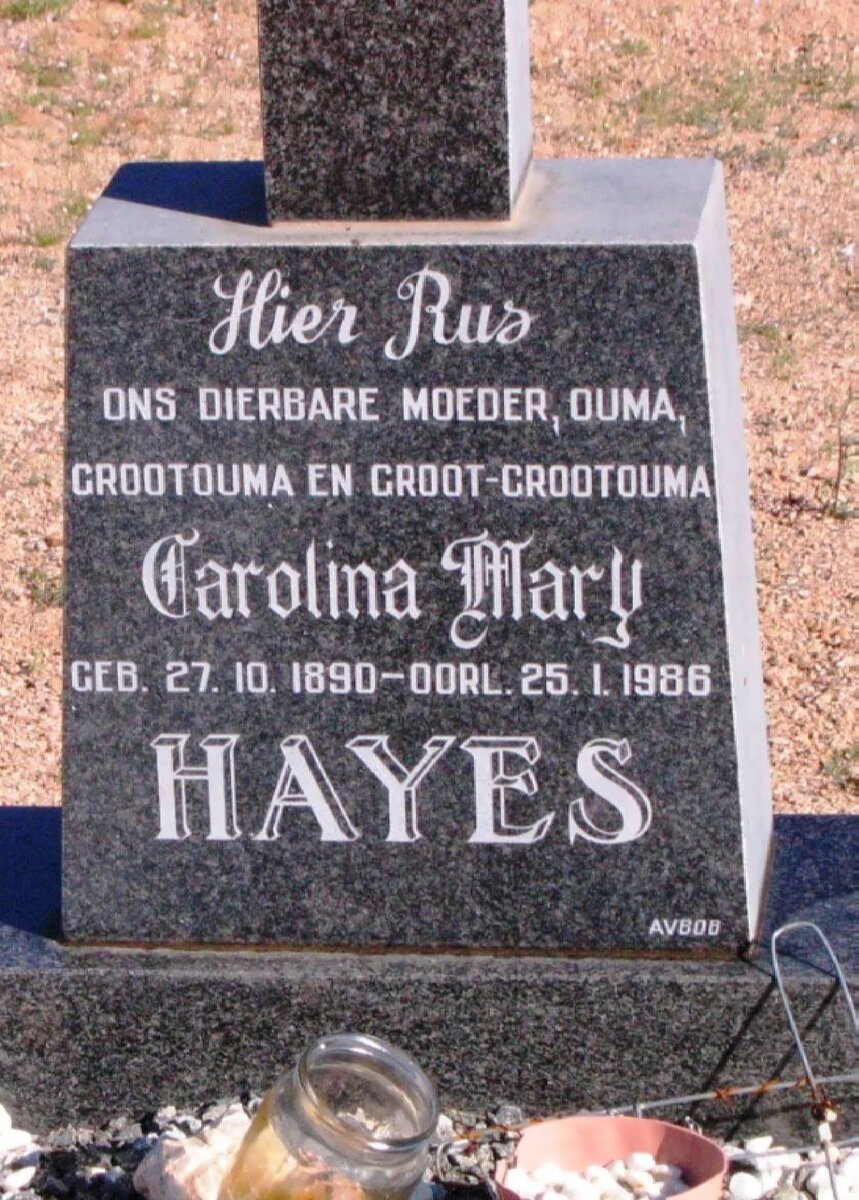 Hier Rus
ONS DIERBARE MOEDER, OUMA,
GROOTOUMA EN GROOT-GROOTOUMA
Carolina Mary
GEB. 27. 10. 1890 – OORL. 25. 1. 1986
HAYES
AVBOB